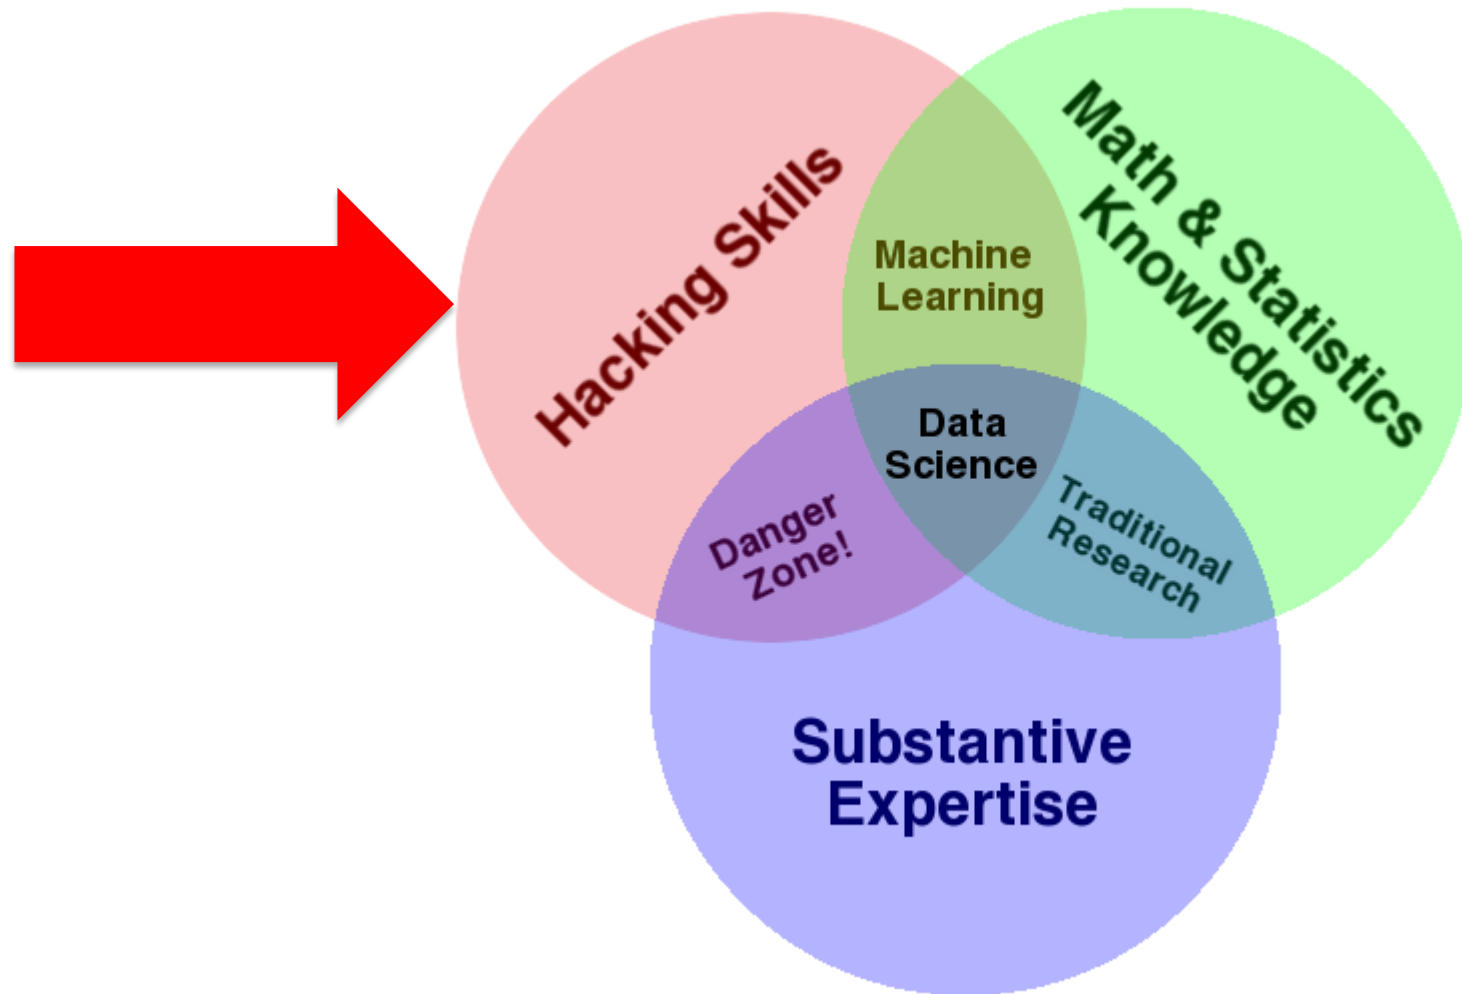 Hacking Skills
Math & Statistics
Knowledge
Machine
Learning
Data
Science
Danger
Zone!
Traditional
Research
Substantive
Expertise